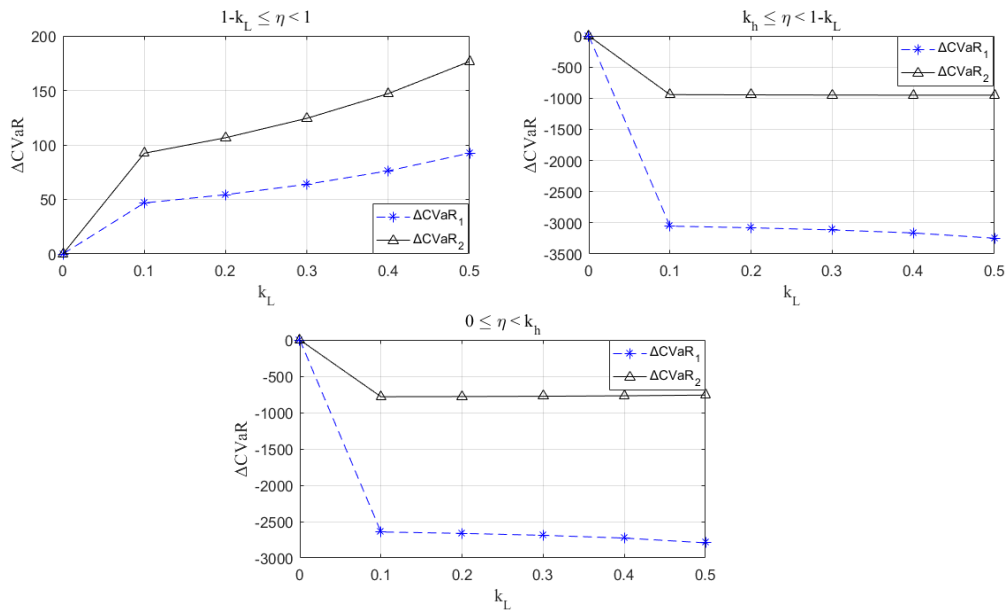 1-k_L ≤ η < 1
200
150
100
50
0
ΔCVaR
ΔCVaR_1
ΔCVaR_2
0 0.1 0.2 0.3 0.4 0.5
k_L
k_h ≤ η < 1-k_L
0
-500
-1000
-1500
-2000
-2500
-3000
-3500
ΔCVaR
ΔCVaR_1
ΔCVaR_2
0 0.1 0.2 0.3 0.4 0.5
k_L
0 ≤ η < k_h
0
-500
-1000
-1500
-2000
-2500
-3000
ΔCVaR
ΔCVaR_1
ΔCVaR_2
0 0.1 0.2 0.3 0.4 0.5
k_L